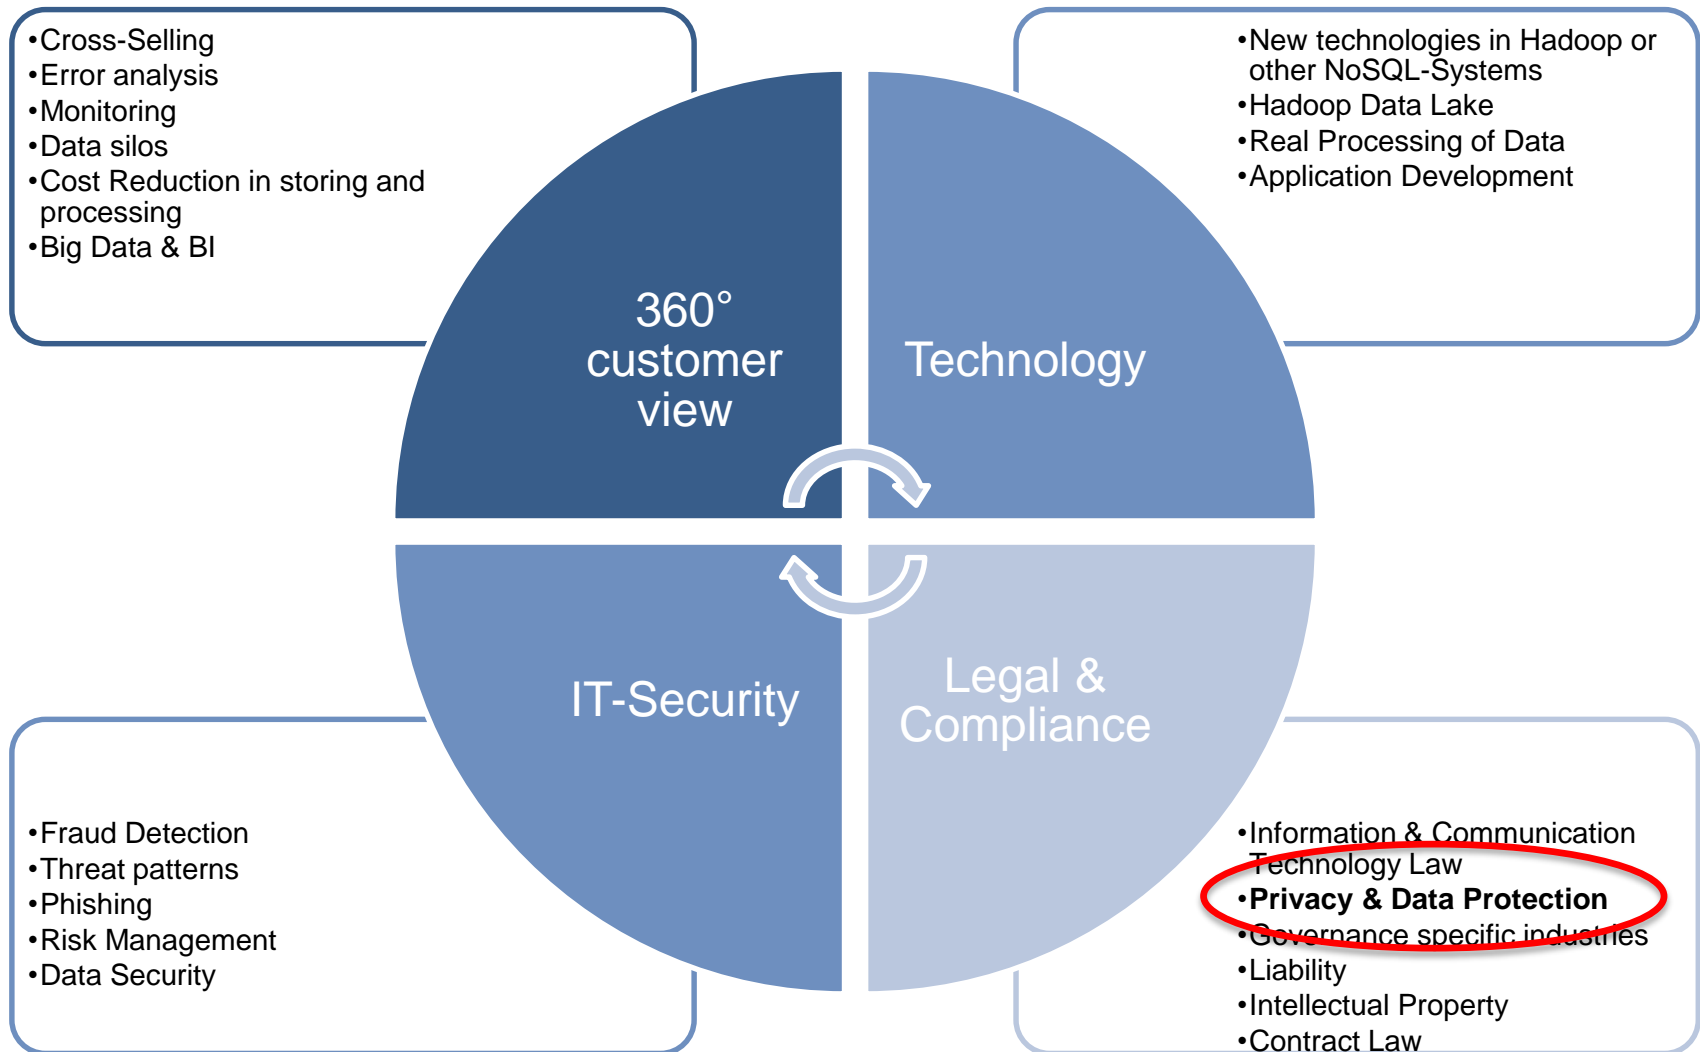 •Cross-Selling
•Error analysis
•Monitoring
•Data silos
•Cost Reduction in storing and
processing
•Big Data & BI
•New technologies in Hadoop or
other NoSQL-Systems
•Hadoop Data Lake
•Real Processing of Data
•Application Development
360°
customer
view
Technology
IT-Security
Legal &
Compliance
•Fraud Detection
•Threat patterns
•Phishing
•Risk Management
•Data Security
•Information & Communication
Technology Law
•Privacy & Data Protection
•Governance specific industries
•Liability
•Intellectual Property
•Contract Law